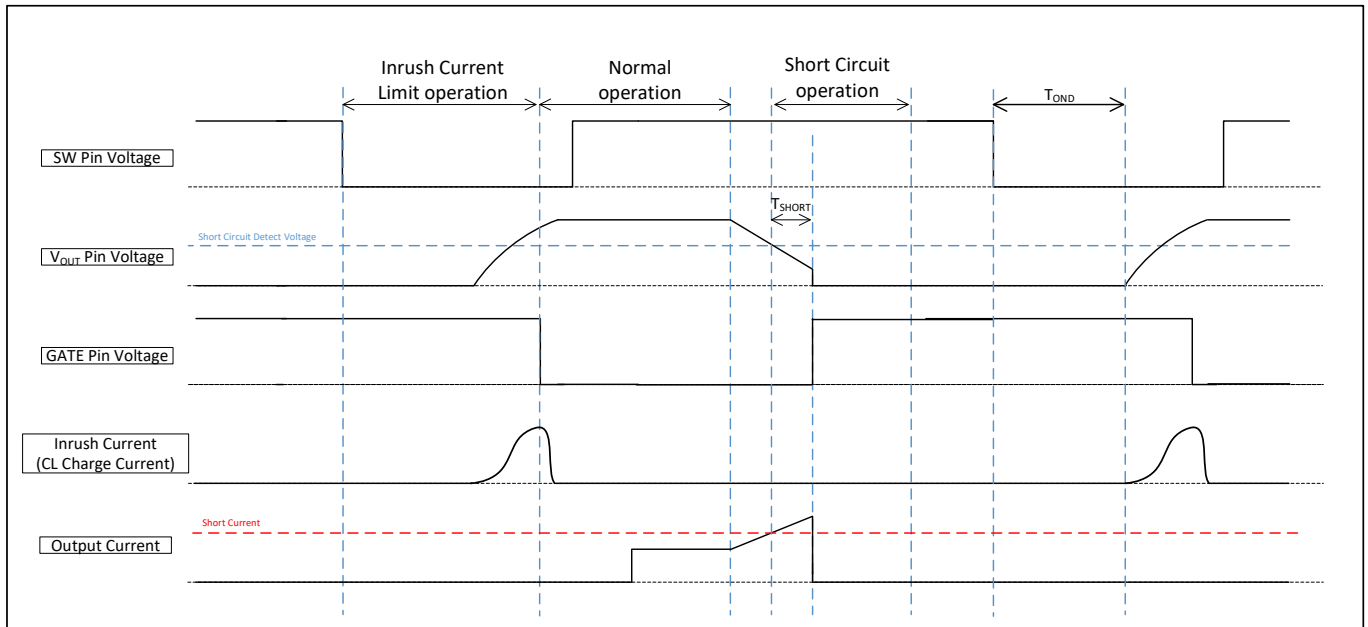 Inrush Current
Limit operation
Normal
operation
Short Circuit
operation
TOND
SW Pin Voltage
TSHORT
Short Circuit Detect Voltage
VOUT Pin Voltage
GATE Pin Voltage
Inrush Current
(CL Charge Current)
Short Current
Output Current